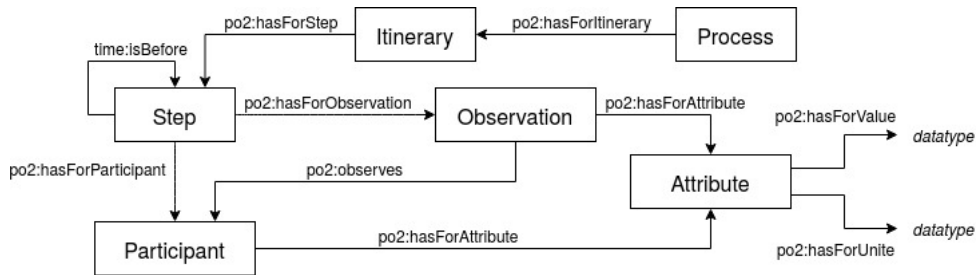 po2:hasForStep
Itinerary
po2:hasForItinerary
Process
time:isBefore
Step
po2:hasForObservation
Observation
po2:hasForAttribute
po2:hasForValue
datatype
po2:hasForParticipant
po2:observes
Attribute
Participant
po2:hasForAttribute
datatype
po2:hasForUnite